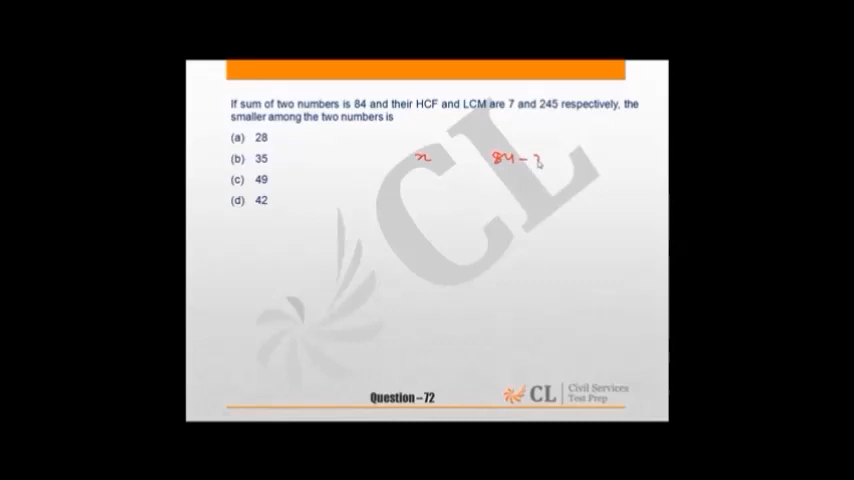 If sum of two numbers is 84 and their HCF and LCM are 7 and 245 respectively, the
smaller among the two numbers is
(a) 28
(b) 35
(c) 49
(d) 42
x 84 –
CL
Question – 72
CL Civil Services
Test Prep